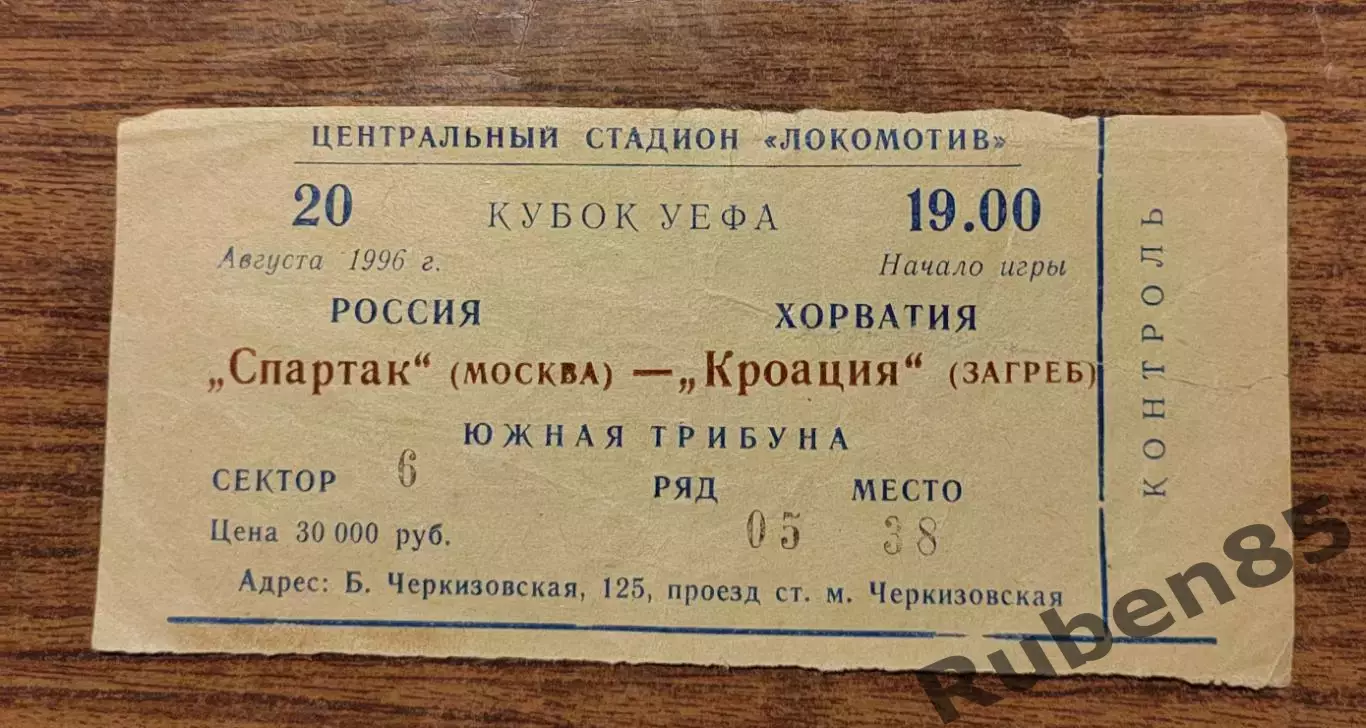 ЦЕНТРАЛЬНЫЙ СТАДИОН «ЛОКОМОТИВ»
20 КУБОК УЕФА 19.00
Августа 1996 г. Начало игры
РОССИЯ ХОРВАТИЯ
„Спартак“ (МОСКВА) — „Кроация“ (ЗАГРЕБ)
ЮЖНАЯ ТРИБУНА
СЕКТОР 6 РЯД 05 МЕСТО 38
Цена 30 000 руб.
Адрес: Б. Черкизовская, 125, проезд ст. м. Черкизовская
КОНТРОЛЬ
Ruben85